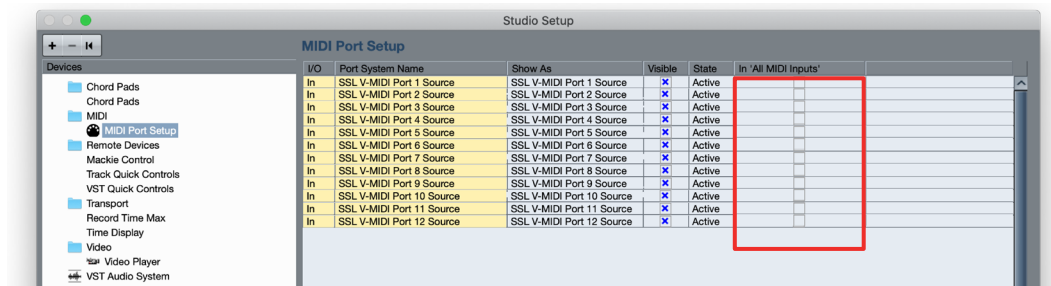 Studio Setup
+ −
MIDI Port Setup
Devices
Chord Pads
Chord Pads
MIDI
MIDI Port Setup
Remote Devices
Mackie Control
Track Quick Controls
VST Quick Controls
Transport
Record Time Max
Time Display
Video
Video Player
VST Audio System
I/O Port System Name Show As Visible State In 'All MIDI Inputs'
In SSL V-MIDI Port 1 Source SSL V-MIDI Port 1 Source Active
In SSL V-MIDI Port 2 Source SSL V-MIDI Port 2 Source Active
In SSL V-MIDI Port 3 Source SSL V-MIDI Port 3 Source Active
In SSL V-MIDI Port 4 Source SSL V-MIDI Port 4 Source Active
In SSL V-MIDI Port 5 Source SSL V-MIDI Port 5 Source Active
In SSL V-MIDI Port 6 Source SSL V-MIDI Port 6 Source Active
In SSL V-MIDI Port 7 Source SSL V-MIDI Port 7 Source Active
In SSL V-MIDI Port 8 Source SSL V-MIDI Port 8 Source Active
In SSL V-MIDI Port 9 Source SSL V-MIDI Port 9 Source Active
In SSL V-MIDI Port 10 Source SSL V-MIDI Port 10 Source Active
In SSL V-MIDI Port 11 Source SSL V-MIDI Port 11 Source Active
In SSL V-MIDI Port 12 Source SSL V-MIDI Port 12 Source Active